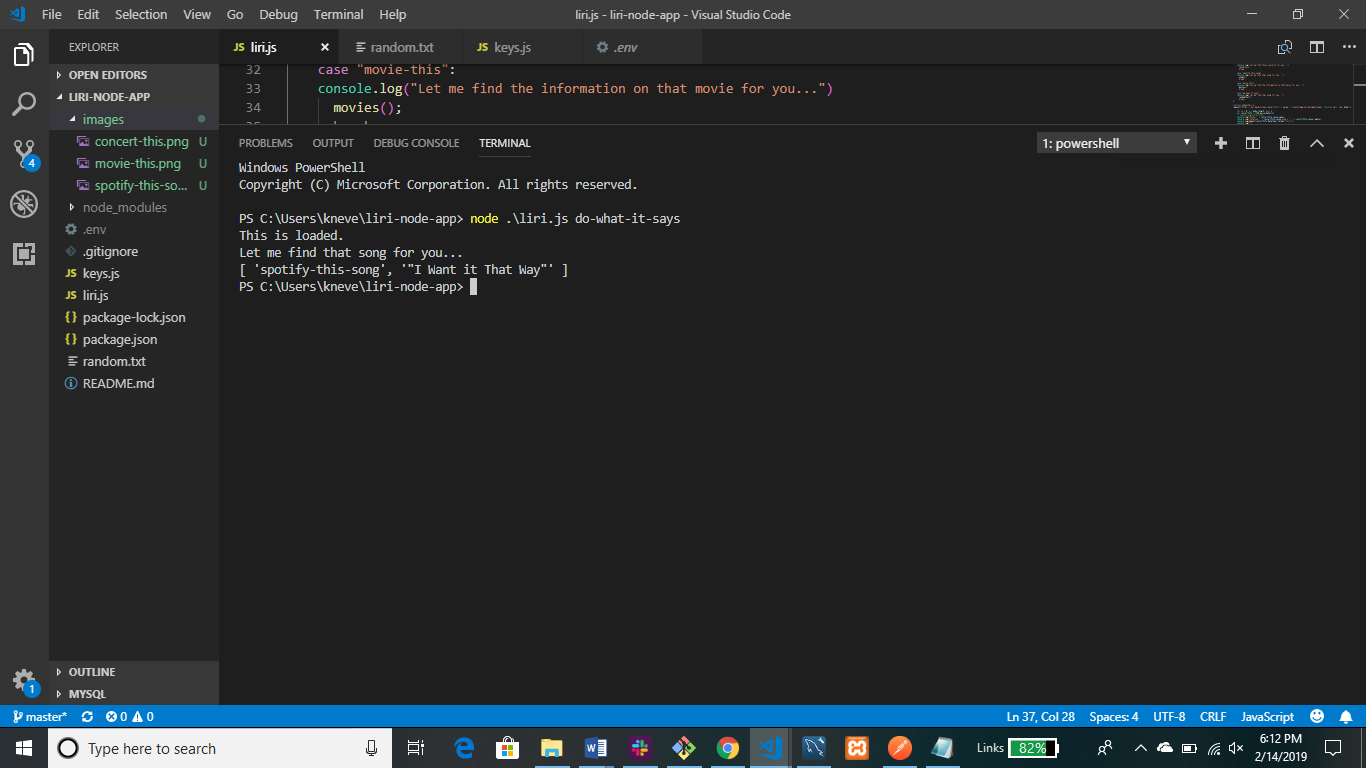 File Edit Selection View Go Debug Terminal Help
liri.js - liri-node-app - Visual Studio Code
EXPLORER
OPEN EDITORS
LIRI-NODE-APP
images
concert-this.png U
movie-this.png U
spotify-this-so... U
node_modules
.env
.gitignore
JS keys.js
JS liri.js
{} package-lock.json
{} package.json
random.txt
README.md
OUTLINE
MYSQL
4
1
JS liri.js
random.txt
JS keys.js
.env
32 case "movie-this":
33 console.log("Let me find the information on that movie for you...")
34 movies();
PROBLEMS OUTPUT DEBUG CONSOLE TERMINAL
1: powershell
Windows PowerShell
Copyright (C) Microsoft Corporation. All rights reserved.
PS C:\Users\kneve\liri-node-app> node .\liri.js do-what-it-says
This is loaded.
Let me find that song for you...
[ 'spotify-this-song', '"I Want it That Way"' ]
PS C:\Users\kneve\liri-node-app>
master* 0 0
Ln 37, Col 28 Spaces: 4 UTF-8 CRLF JavaScript
Type here to search
Links 82%
6:12 PM
2/14/2019